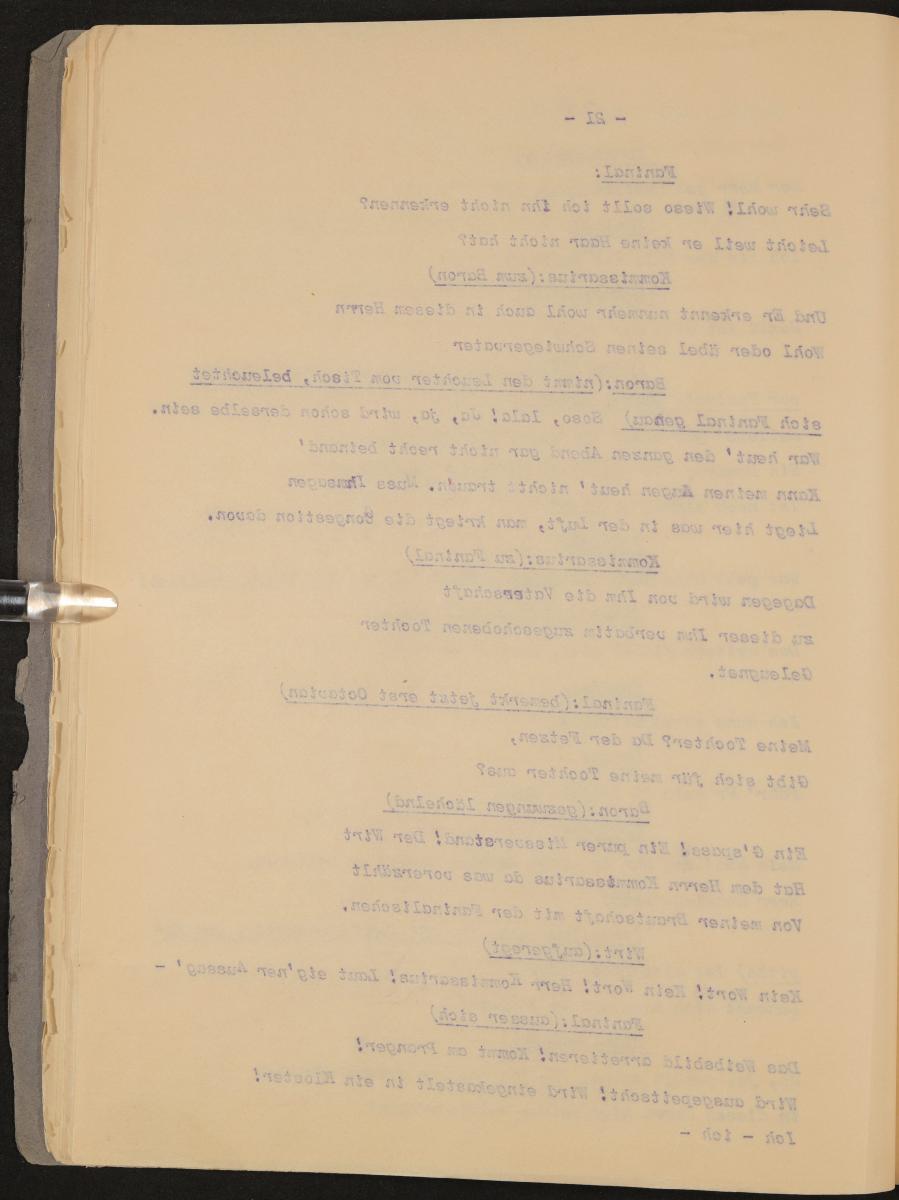 - 21 -
Faninal:
Sehr wohl! Wieso sollt ich ihn nicht erkennen?
Leicht weil er keine Haar nicht hat?
Kommissarius:(zum Baron)
Und Er erkennt nunmehr wohl auch in diesem Herrn
Wohl oder übel seinen Schwiegervater
Baron:(nimmt den Leuchter vom Tisch, beleuchtet
sich Faninal genau) Soso, lala! Ja, ja, wird schon derselbe sein.
War heut' den ganzen Abend gar nicht recht beinand'
Kann meinen Augen heut' nichtt trauen. Muss Ihm sagen
Liegt hier was in der Luft, man kriegt die Congestion davon.
Kommissarius:(zu Faninal)
Dagegen wird von Ihm die Vaterschaft
zu dieser Ihm verbatim zugeschobenen Tochter
Geleugnet.
Faninal:(bemerkt jetzt erst Octavian)
Meine Tochter? Da der Fetzen,
Gibt sich für meine Tochter aus?
Baron:(gezwungen lächelnd)
Ein G'spass! Ein purer Missverstand! Der Wirt
Hat dem Herrn Kommissarius da was vorerzählt
Von meiner Brautschaft mit der Faninalischen.
Wirt:(aufgeregt)
Kein Wort! Kein Wort! Herr Kommissarius! Laut eig'ner Aussag' -
Faninal:(ausser sich)
Das Weibsbild arretieren! Kommt am Pranger!
Wird ausgepeitscht! Wird eingekastelt in ein Kloster!
Ich - ich -